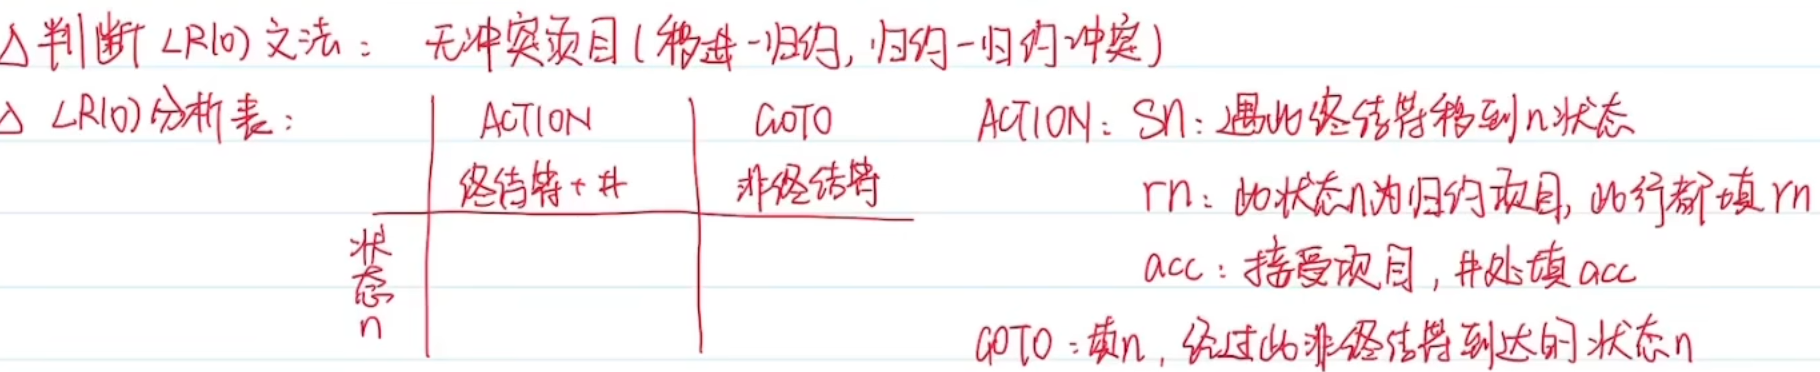 △判断LR(0)文法： 无冲突项目(移进-归约,归约-归约冲突)
△ LR(0)分析表： ACTION GOTO ACTION：Sn：遇此终结符移到n状态
终结符+# 非终结符 rn：此状态n为归约项目,此行都填rn
状态n acc：接受项目,#处填acc
GOTO：填n,经过此非终结符到达的状态n